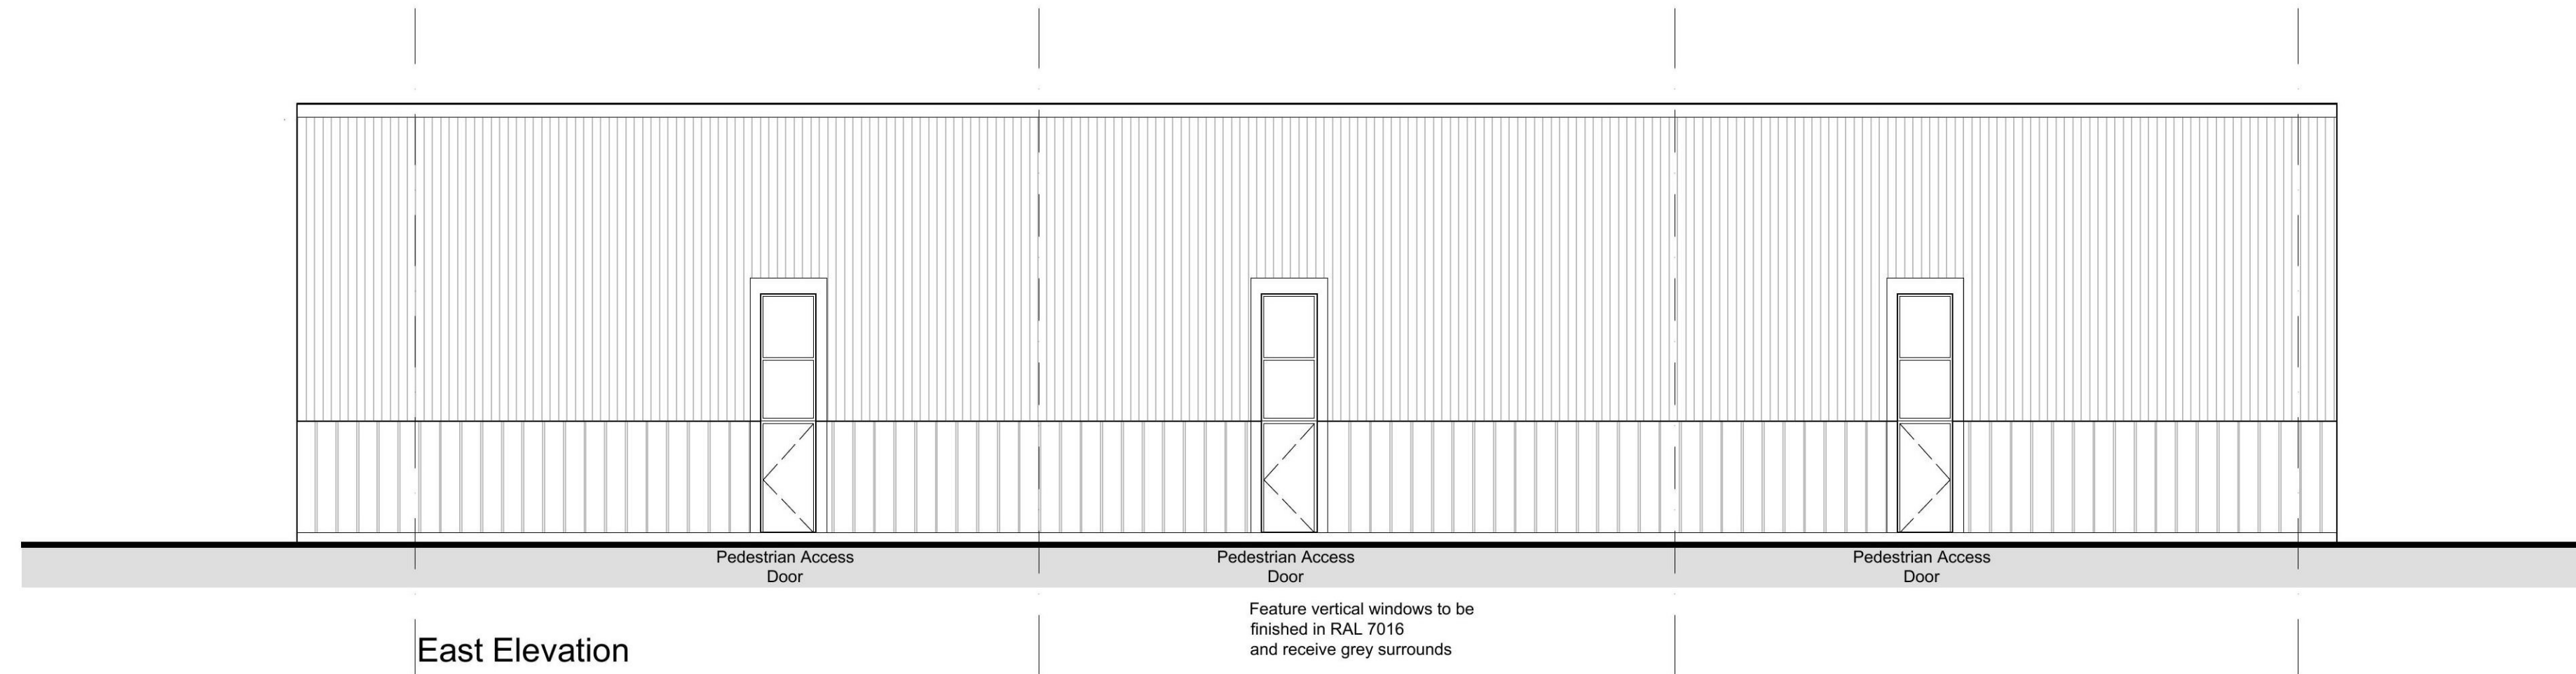 Pedestrian Access
Door
Pedestrian Access
Door
Pedestrian Access
Door
Feature vertical windows to be
finished in RAL 7016
and receive grey surrounds
East Elevation